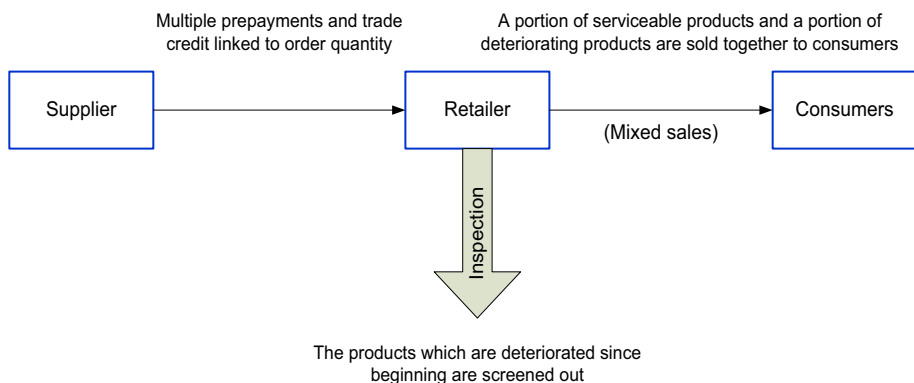 Multiple prepayments and trade
credit linked to order quantity
A portion of serviceable products and a portion of
deteriorating products are sold together to consumers
Supplier
Retailer
(Mixed sales)
Consumers
Inspection
The products which are deteriorated since
beginning are screened out